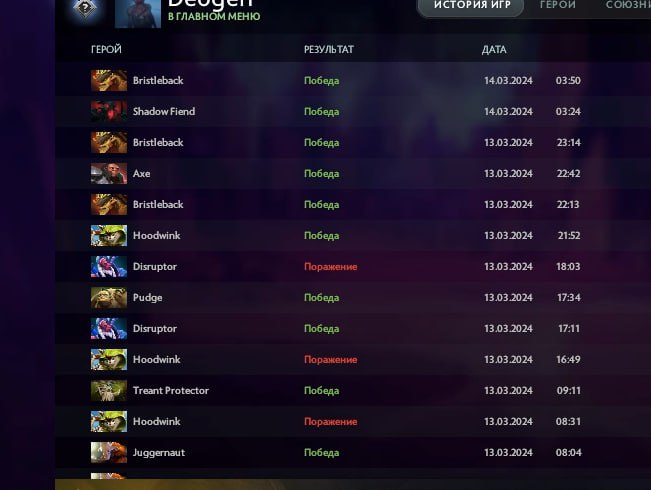 Deogen
В ГЛАВНОМ МЕНЮ
ИСТОРИЯ ИГР ГЕРОИ
ГЕРОЙ РЕЗУЛЬТАТ ДАТА
Bristleback Победа 14.03.2024 03:50
Shadow Fiend Победа 14.03.2024 03:24
Bristleback Победа 13.03.2024 23:14
Axe Победа 13.03.2024 22:42
Bristleback Победа 13.03.2024 22:13
Hoodwink Победа 13.03.2024 21:52
Disruptor Поражение 13.03.2024 18:03
Pudge Победа 13.03.2024 17:34
Disruptor Победа 13.03.2024 17:11
Hoodwink Поражение 13.03.2024 16:49
Treant Protector Победа 13.03.2024 09:11
Hoodwink Поражение 13.03.2024 08:31
Juggernaut Победа 13.03.2024 08:04